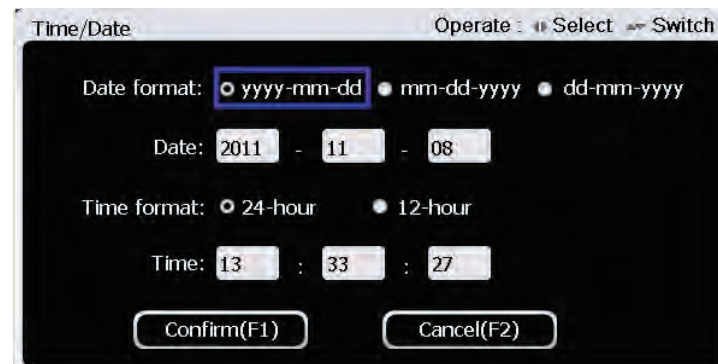 Time/Date Operate : Select Switch
Date format: yyyy-mm-dd mm-dd-yyyy dd-mm-yyyy
Date: 2011 - 11 - 08
Time format: 24-hour 12-hour
Time: 13 : 33 : 27
Confirm(F1) Cancel(F2)